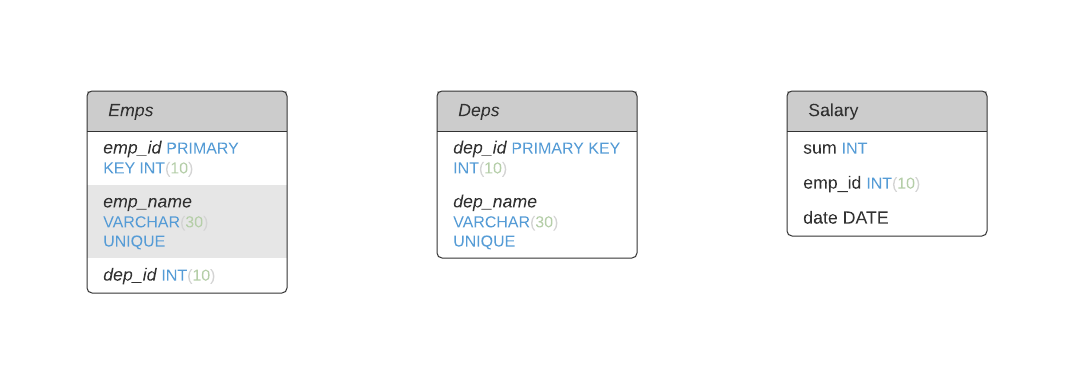 Emps
emp_id PRIMARY
KEY INT(10)
emp_name
VARCHAR(30)
UNIQUE
dep_id INT(10)
Deps
dep_id PRIMARY KEY
INT(10)
dep_name
VARCHAR(30)
UNIQUE
Salary
sum INT
emp_id INT(10)
date DATE